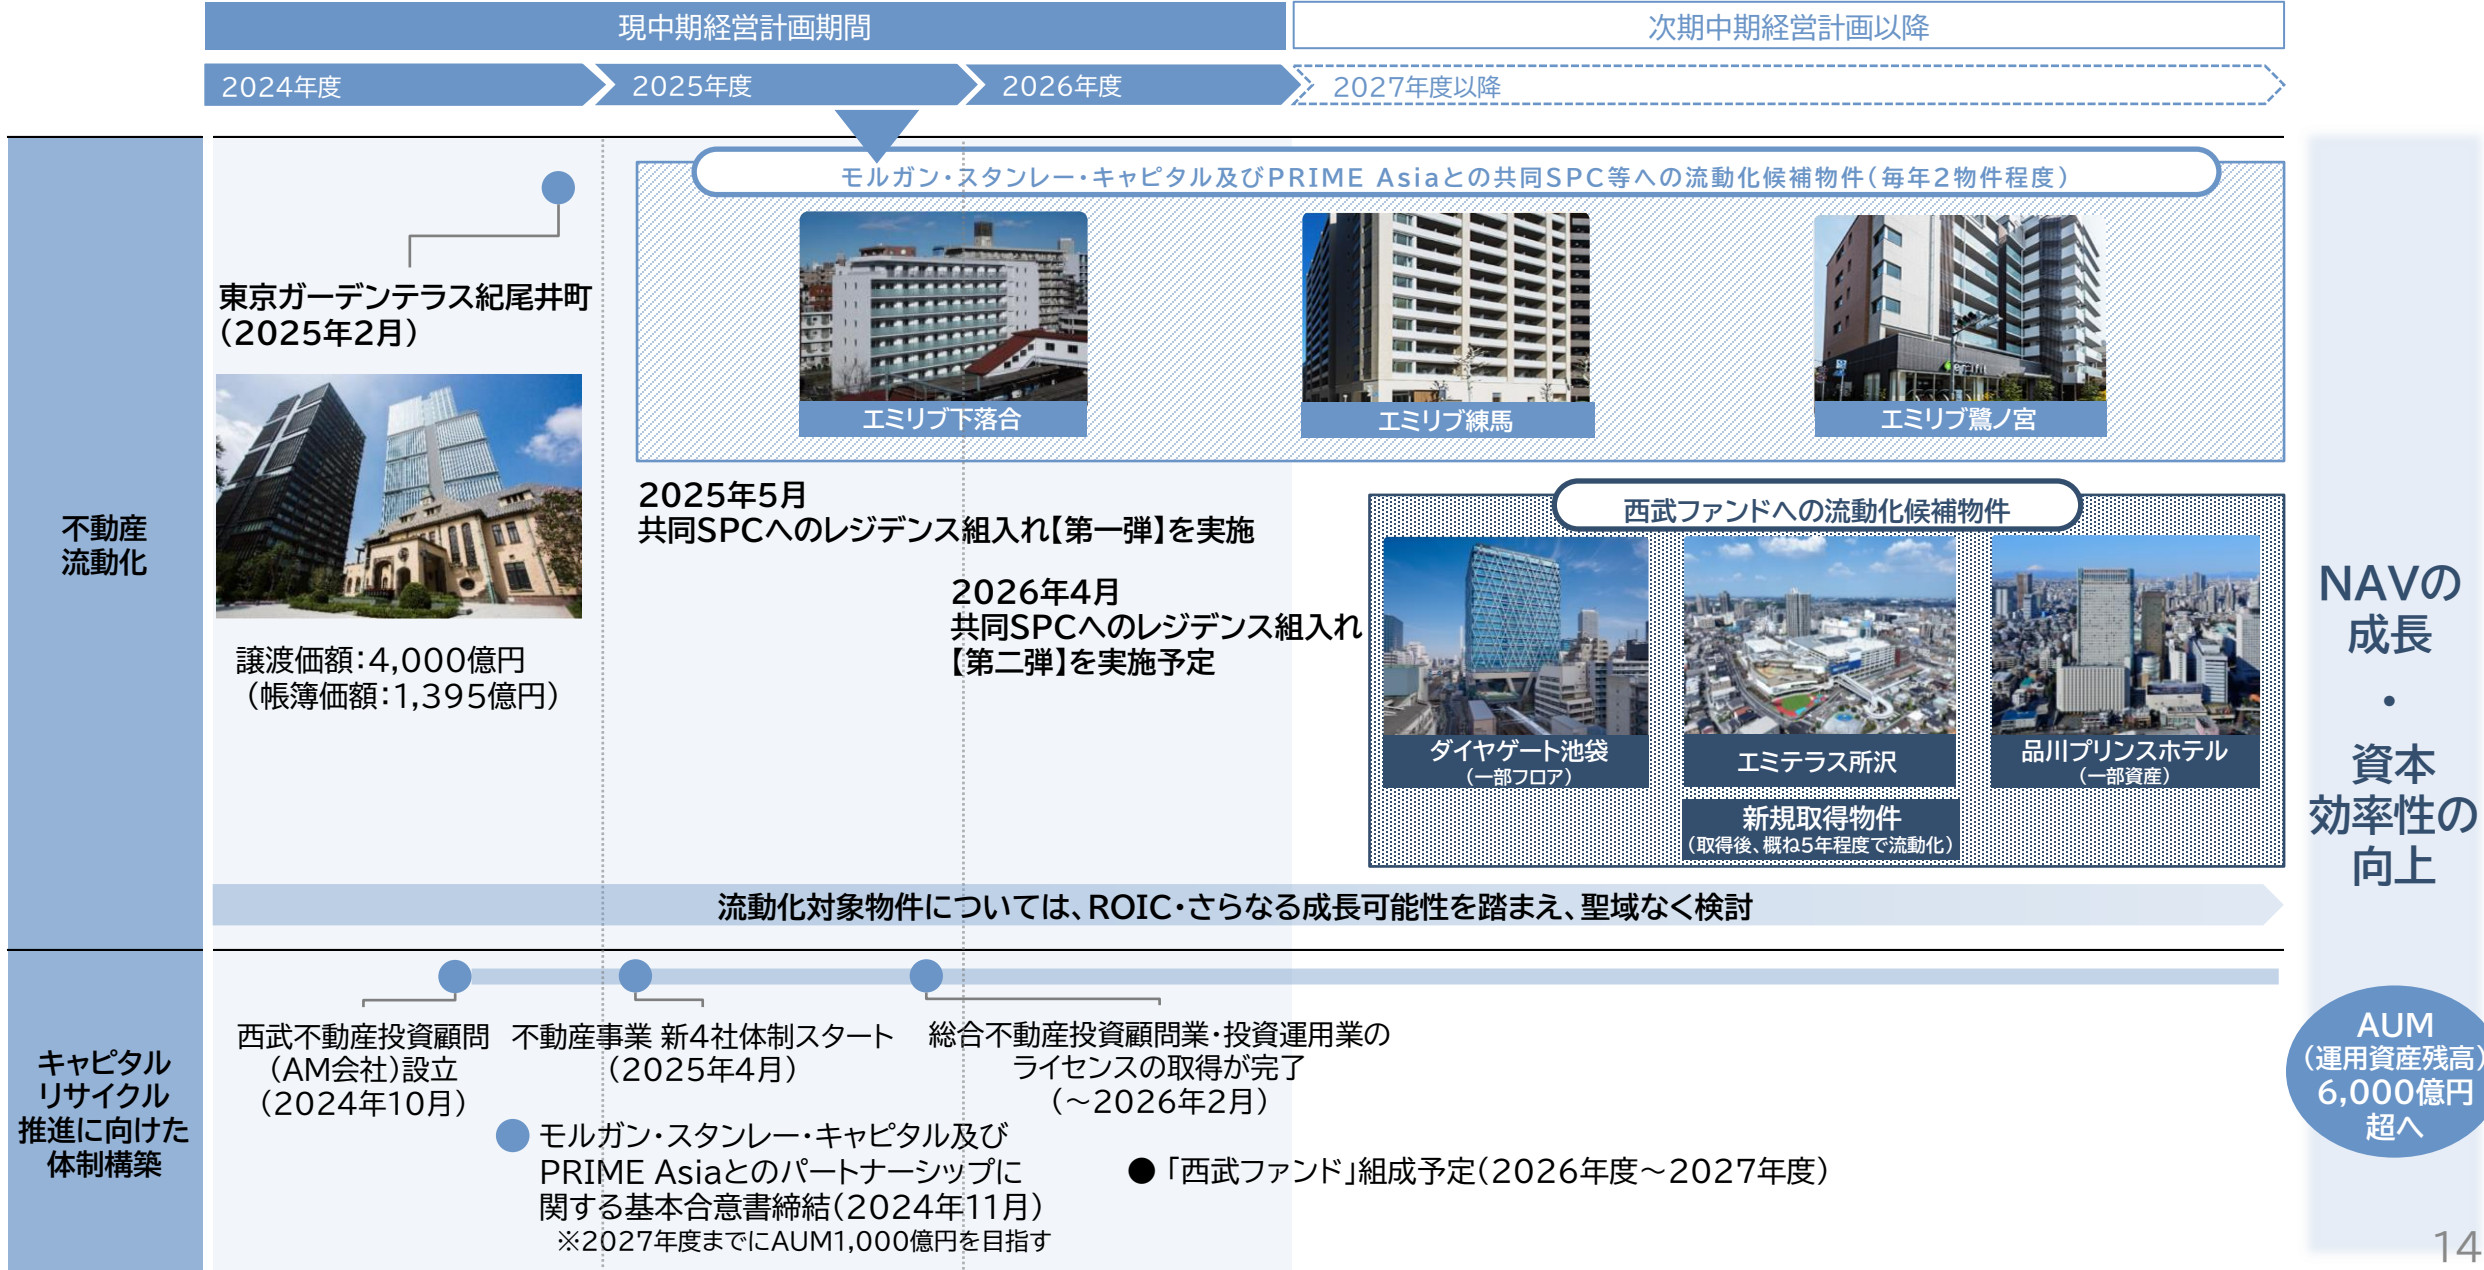 現中期経営計画期間
次期中期経営計画以降
2024年度
2025年度
2026年度
2027年度以降
不動産
流動化
東京ガーデンテラス紀尾井町
（2025年2月）
譲渡価額：4,000億円
（帳簿価額：1,395億円）
モルガン・スタンレー・キャピタル及びPRIME Asiaとの共同SPC等への流動化候補物件（毎年2物件程度）
エミリブ下落合
エミリブ練馬
emilive
エミリブ鷺ノ宮
2025年5月
共同SPCへのレジデンス組入れ【第一弾】を実施
2026年4月
共同SPCへのレジデンス組入れ
【第二弾】を実施予定
西武ファンドへの流動化候補物件
ダイヤゲート池袋
（一部フロア）
エミテラス所沢
品川プリンスホテル
（一部資産）
新規取得物件
（取得後、概ね5年程度で流動化）
流動化対象物件については、ROIC・さらなる成長可能性を踏まえ、聖域なく検討
キャピタル
リサイクル
推進に向けた
体制構築
西武不動産投資顧問
（AM会社）設立
（2024年10月）
不動産事業 新4社体制スタート
（2025年4月）
総合不動産投資顧問業・投資運用業の
ライセンスの取得が完了
（～2026年2月）
モルガン・スタンレー・キャピタル及び
PRIME Asiaとのパートナーシップに
関する基本合意書締結（2024年11月）
※2027年度までにAUM1,000億円を目指す
●「西武ファンド」組成予定（2026年度～2027年度）
NAVの
成長
・
資本
効率性の
向上
AUM
（運用資産残高）
6,000億円
超へ
14